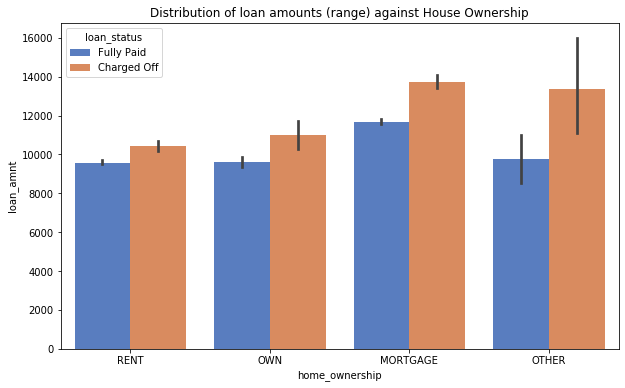 Distribution of loan amounts (range) against House Ownership
loan_status
Fully Paid
Charged Off
16000
14000
12000
10000
8000
6000
4000
2000
0
loan_amnt
RENT OWN MORTGAGE OTHER
home_ownership